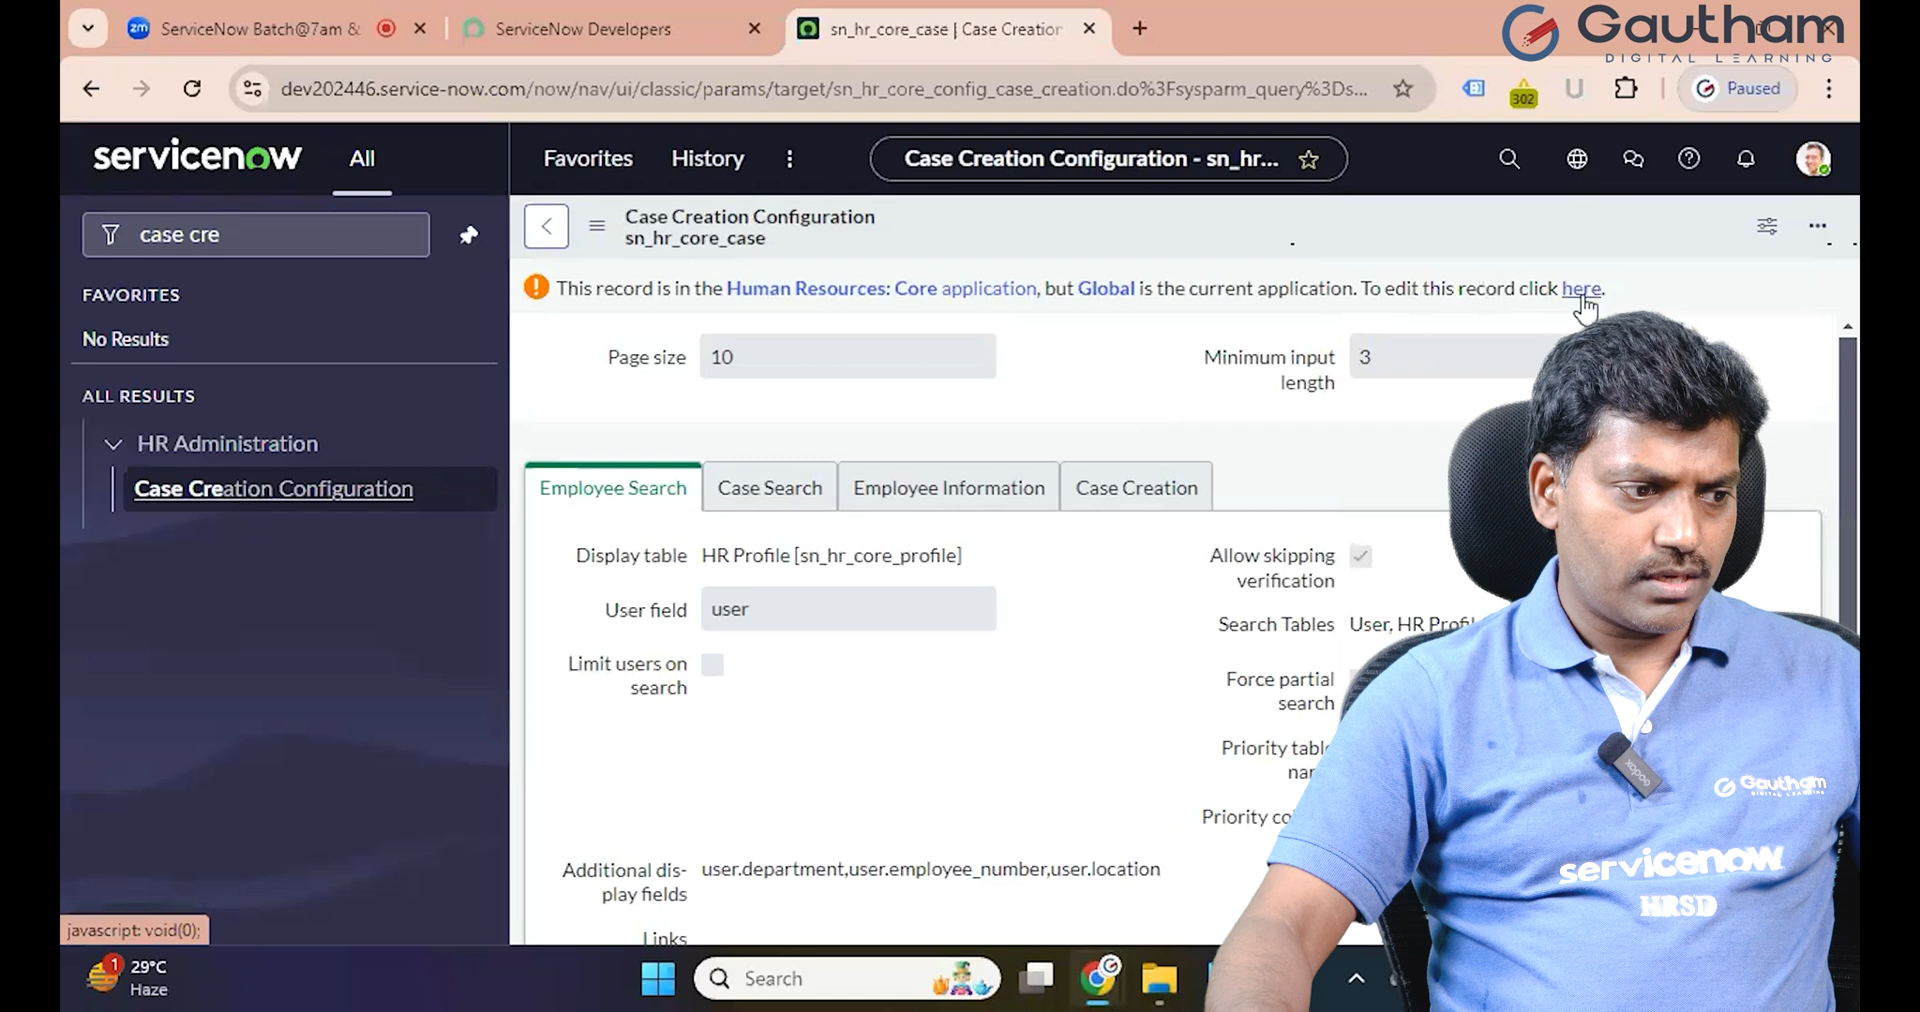 ServiceNow Batch@7am &
ServiceNow Developers
sn_hr_core_case | Case Creation
Gautham
DIGITAL LEARNING
dev202446.service-now.com/now/nav/ui/classic/params/target/sn_hr_core_config_case_creation.do%3Fsysparm_query%3Ds...
302
Paused
servicenow
All
Favorites
History
Case Creation Configuration - sn_hr...
case cre
Case Creation Configuration
sn_hr_core_case
FAVORITES
No Results
ALL RESULTS
HR Administration
Case Creation Configuration
This record is in the Human Resources: Core application, but Global is the current application. To edit this record click here.
Page size
10
Minimum input
length
3
Employee Search
Case Search
Employee Information
Case Creation
Display table
HR Profile [sn_hr_core_profile]
Allow skipping
verification
User field
user
Search Tables
User, HR Profil
Limit users on
search
Force partial
search
Priority table
Priority co
Additional dis-
play fields
user.department,user.employee_number,user.location
Links
javascript: void(0);
Gautham
DIGITAL LEARNING
servicenow
HRSD
1
29°C
Haze
Search